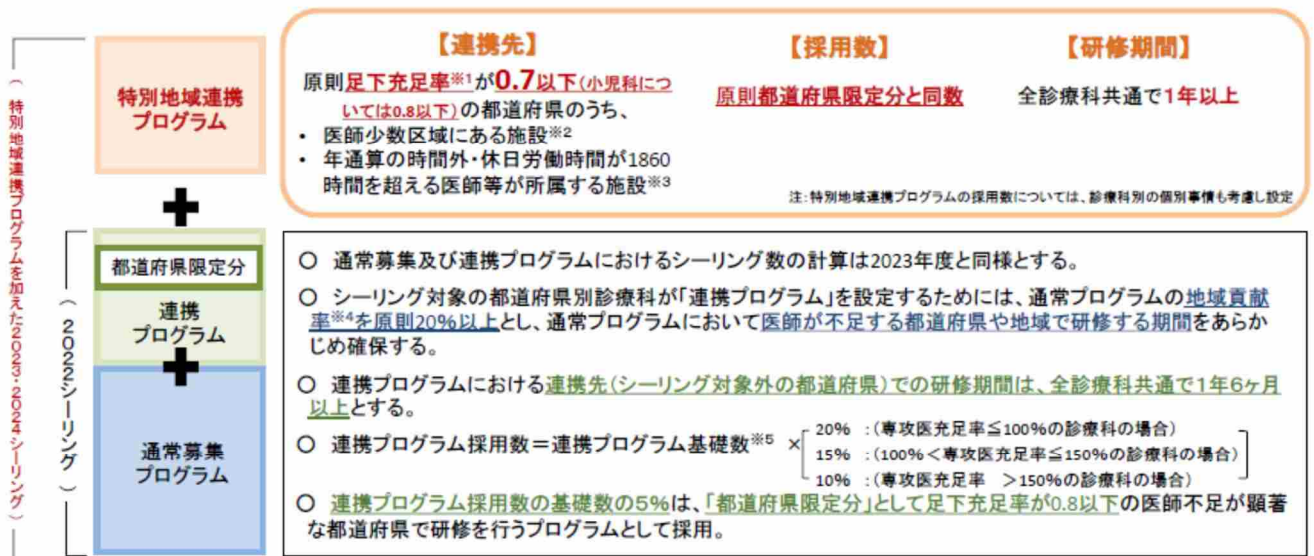 （特別地域連携プログラムを加えた2023・2024シーリング）
特別地域連携
プログラム
【連携先】
原則足下充足率※1が0.7以下(小児科につ
いては0.8以下)の都道府県のうち、
• 医師少数区域にある施設※2
• 年通算の時間外・休日労働時間が1860
時間を超える医師等が所属する施設※3
【採用数】
原則都道府県限定分と同数
【研修期間】
全診療科共通で1年以上
注：特別地域連携プログラムの採用数については、診療科別の個別事情も考慮し設定
（2022シーリング）
都道府県限定分
連携
プログラム
通常募集
プログラム
○ 通常募集及び連携プログラムにおけるシーリング数の計算は2023年度と同様とする。
○ シーリング対象の都道府県別診療科が「連携プログラム」を設定するためには、通常プログラムの地域貢献
率※4を原則20%以上とし、通常プログラムにおいて医師が不足する都道府県や地域で研修する期間をあらか
じめ確保する。
○ 連携プログラムにおける連携先(シーリング対象外の都道府県)での研修期間は、全診療科共通で1年6ヶ月
以上とする。
○ 連携プログラム採用数＝連携プログラム基礎数※5 ×
20% ：(専攻医充足率≦100%の診療科の場合)
15% ：(100%＜専攻医充足率≦150%の診療科の場合)
10% ：(専攻医充足率 ＞150%の診療科の場合)
○ 連携プログラム採用数の基礎数の5%は、「都道府県限定分」として足下充足率が0.8以下の医師不足が顕著
な都道府県で研修を行うプログラムとして採用。